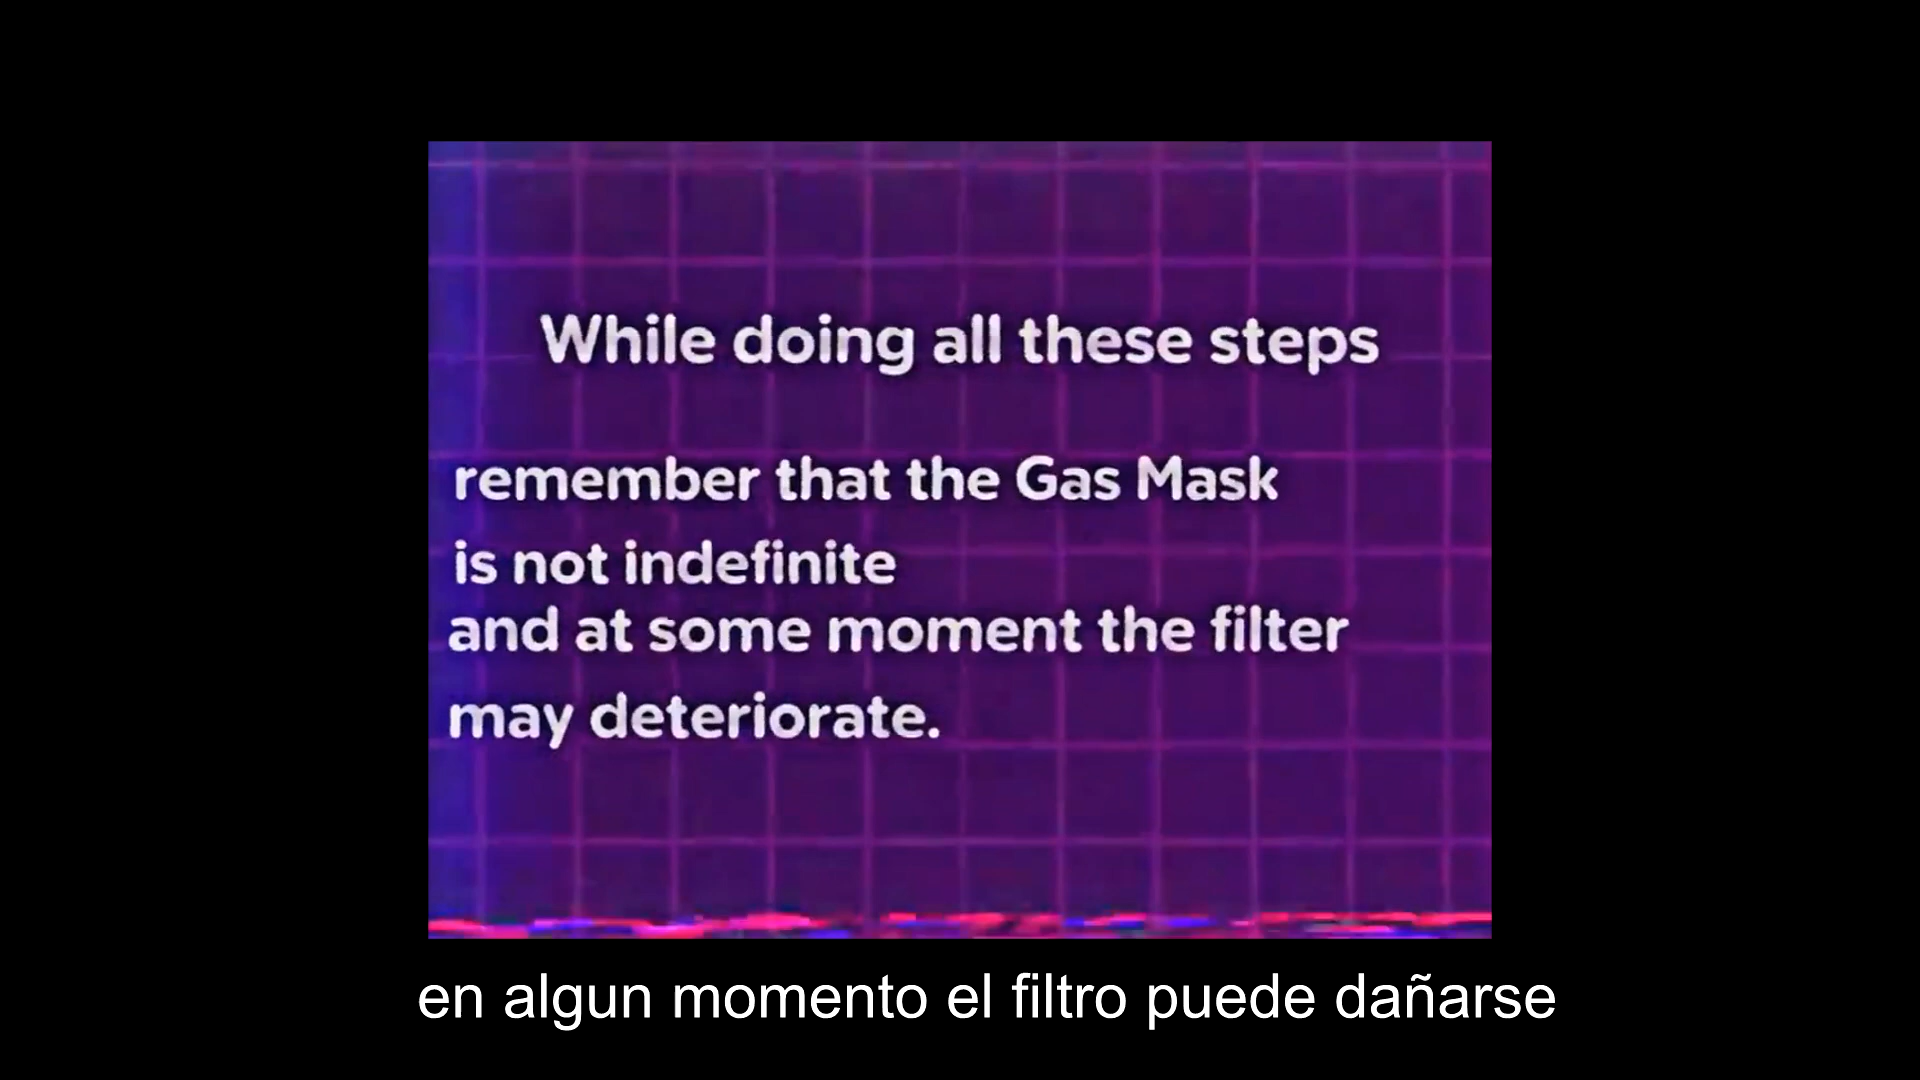 While doing all these steps
remember that the Gas Mask
is not indefinite
and at some moment the filter
may deteriorate.
en algun momento el filtro puede dañarse